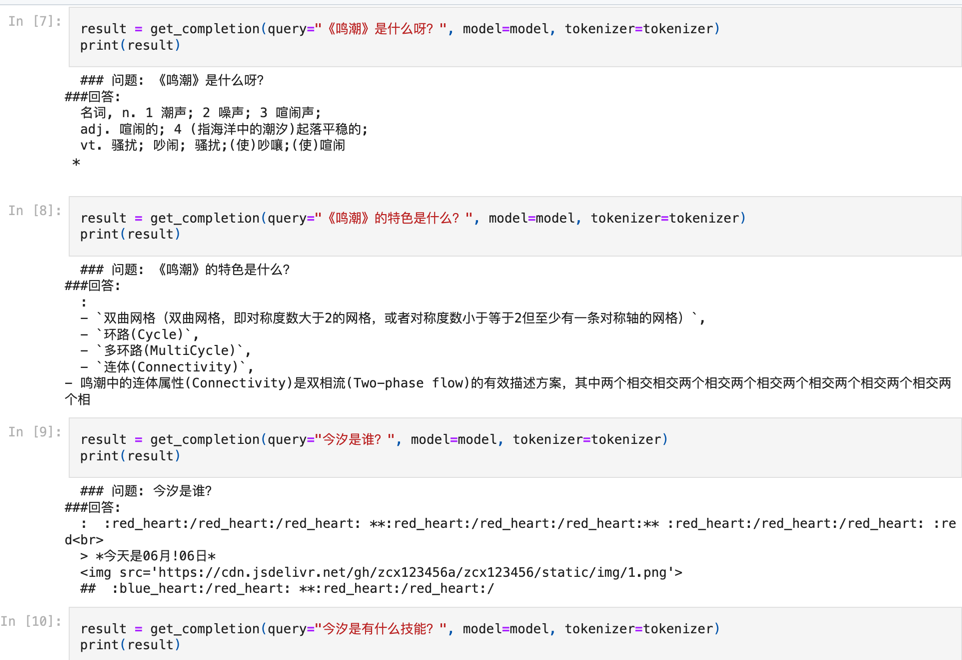 In [7]:
result = get_completion(query="《鸣潮》是什么呀？", model=model, tokenizer=tokenizer)
print(result)
### 问题: 《鸣潮》是什么呀?
###回答:
名词, n. 1 潮声; 2 噪声; 3 喧闹声;
adj. 喧闹的; 4 (指海洋中的潮汐)起落平稳的;
vt. 骚扰; 吵闹; 骚扰;(使)吵嚷;(使)喧闹
*
In [8]:
result = get_completion(query="《鸣潮》的特色是什么？", model=model, tokenizer=tokenizer)
print(result)
### 问题: 《鸣潮》的特色是什么?
###回答:
:
- `双曲网格（双曲网格，即对称度数大于2的网格，或者对称度数小于等于2但至少有一条对称轴的网格）`,
- `环路(Cycle)`,
- `多环路(MultiCycle)`,
- `连体(Connectivity)`,
- 鸣潮中的连体属性(Connectivity)是双相流(Two-phase flow)的有效描述方案，其中两个相交相交两个相交两个相交两个相交两个相交两个相交两
个相
In [9]:
result = get_completion(query="今汐是谁？", model=model, tokenizer=tokenizer)
print(result)
### 问题: 今汐是谁?
###回答:
:  :red_heart:/red_heart:/red_heart: **:red_heart:/red_heart:/red_heart:** :red_heart:/red_heart:/red_heart: :re
d<br>
> *今天是06月!06日*
<img src='https://cdn.jsdelivr.net/gh/zcx123456a/zcx123456/static/img/1.png'>
##  :blue_heart:/red_heart: **:red_heart:/red_heart:/
In [10]:
result = get_completion(query="今汐是有什么技能？", model=model, tokenizer=tokenizer)
print(result)